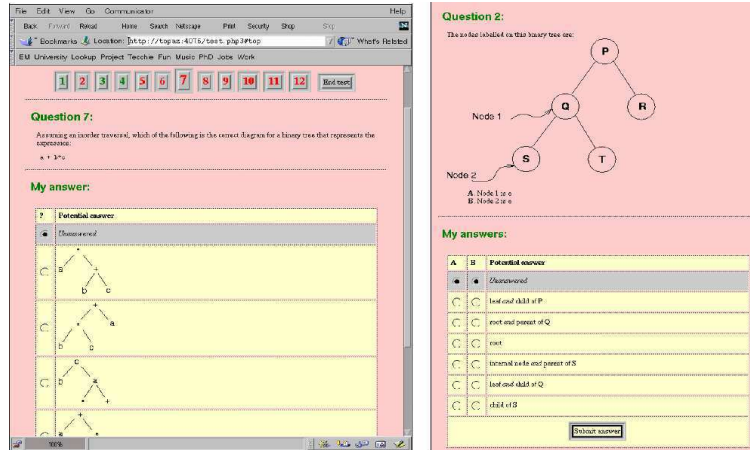 File Edit View Go Communicator Help
Back Forward Reload Home Search Netscape Print Security Shop Stop
Bookmarks Location: http://topaz:4076/test.php3#top What's Related
EM University Lookup Project Tecchie Fun Music PhD Jobs Work
1 2 3 4 5 6 7 8 9 10 11 12 End test
Question 7:
Assuming an inorder traversal, which of the following is the correct diagram for a binary tree that represents the
expression:
a + b*c
My answer:
? Potential answer
Unanswered
*
a +
b c
+
* a
b c
c
b a
* +
+
a *
100%
Question 2:
The nodes labelled on this binary tree are:
P
Node 1 Q R
S T
Node 2
A. Node 1 is a
B. Node 2 is a
My answers:
A B Potential answer
Unanswered
leaf and child of P
root and parent of Q
root
internal node and parent of S
leaf and child of Q
child of S
Submit answer